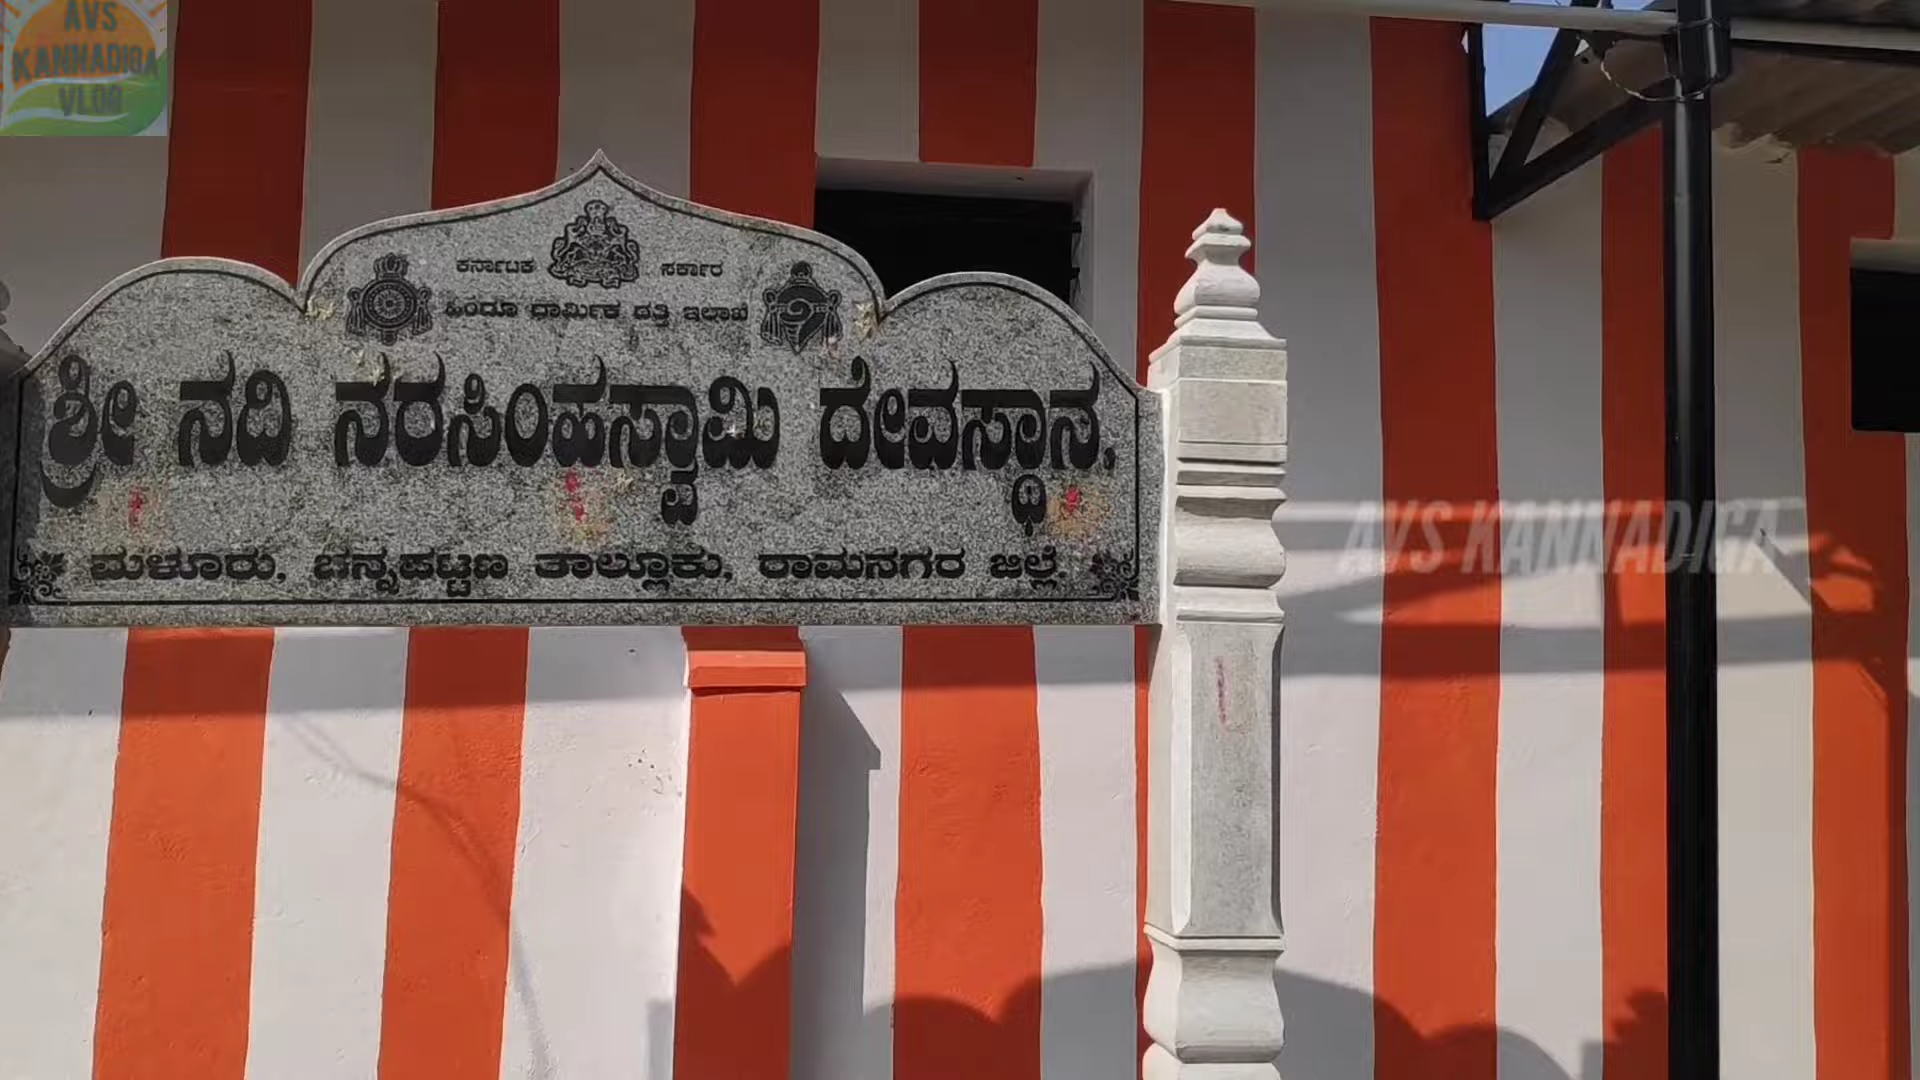 AVS
KANNADIGA
VLOG
ಕರ್ನಾಟಕ ಸರ್ಕಾರ
ಹಿಂದೂ ಧಾರ್ಮಿಕ ದತ್ತಿ ಇಲಾಖೆ
ಶ್ರೀ ನದಿ ನರಸಿಂಹಸ್ವಾಮಿ ದೇವಸ್ಥಾನ,
ಮಳೂರು, ಚನ್ನಪಟ್ಟಣ ತಾಲ್ಲೂಕು, ರಾಮನಗರ ಜಿಲ್ಲೆ.
AVS KANNADIGA